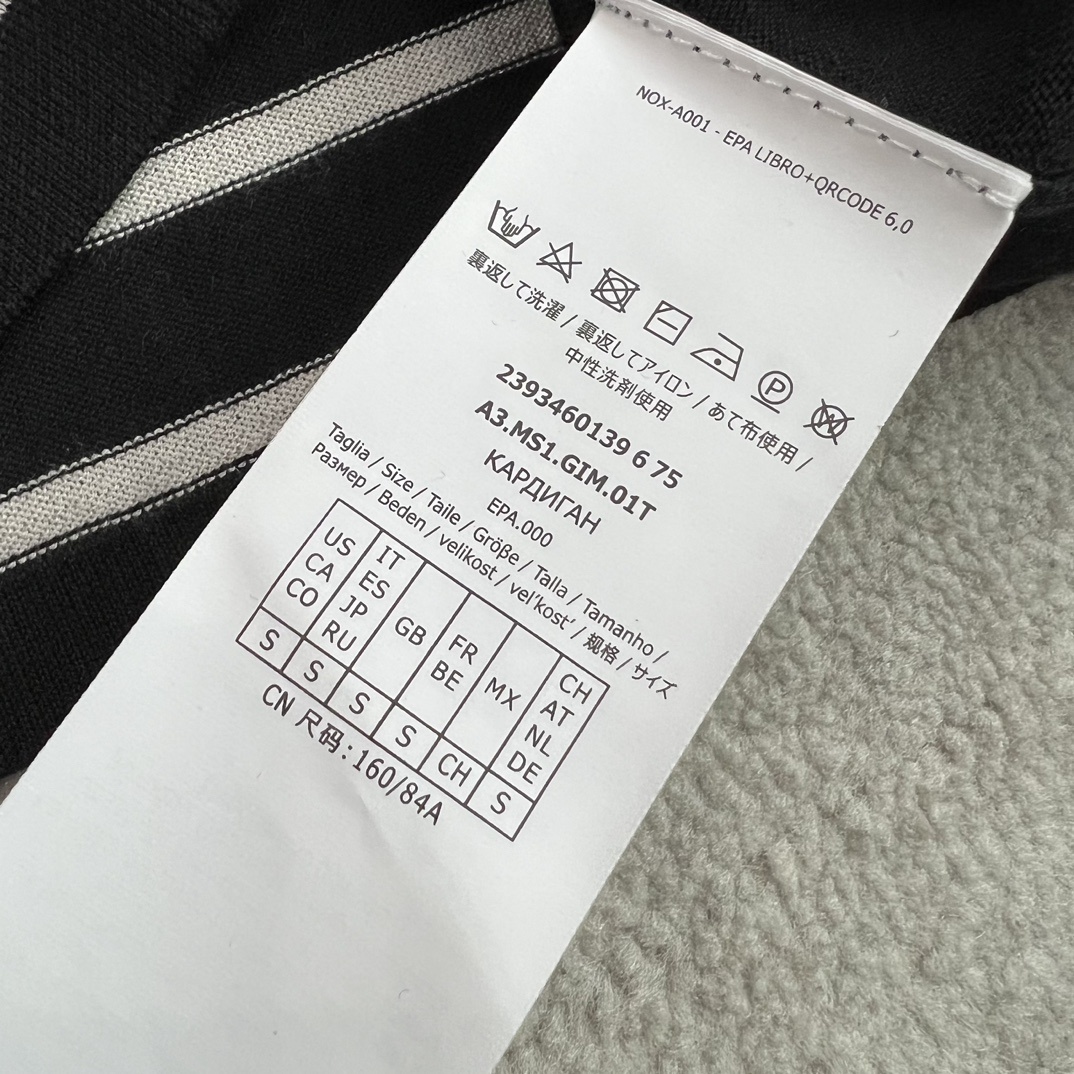 NOX-A001 - EPA LIBRO+QRCODE 6,0
裏返して洗濯 / 裏返してアイロン / あて布使用 /
中性洗剤使用
2393460139 6 75
A3.MS1.GIM.01T
КАРДИГАН
EPA.000
Taglia / Size / Taile / Größe / Talla / Tamanho /
Размер / Beden / velikost / vel'kost' / 规格 / サイズ
US CA CO
IT ES JP RU
GB
FR BE
MX
CH AT NL DE
S S S S CH S
CN 尺码 : 160/84A